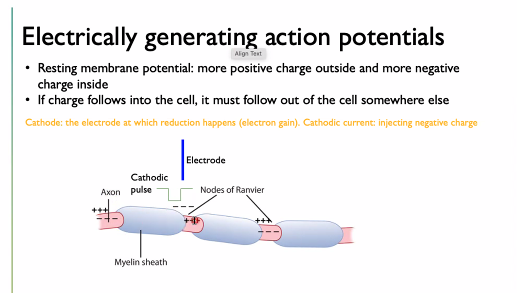 Electrically generating action potentials
Align Text
• Resting membrane potential: more positive charge outside and more negative
charge inside
• If charge follows into the cell, it must follow out of the cell somewhere else
Cathode: the electrode at which reduction happens (electron gain). Cathodic current: injecting negative charge
Electrode
Cathodic
pulse
Axon
Nodes of Ranvier
– – –
+++
+++
+++
– – –
– – –
Myelin sheath